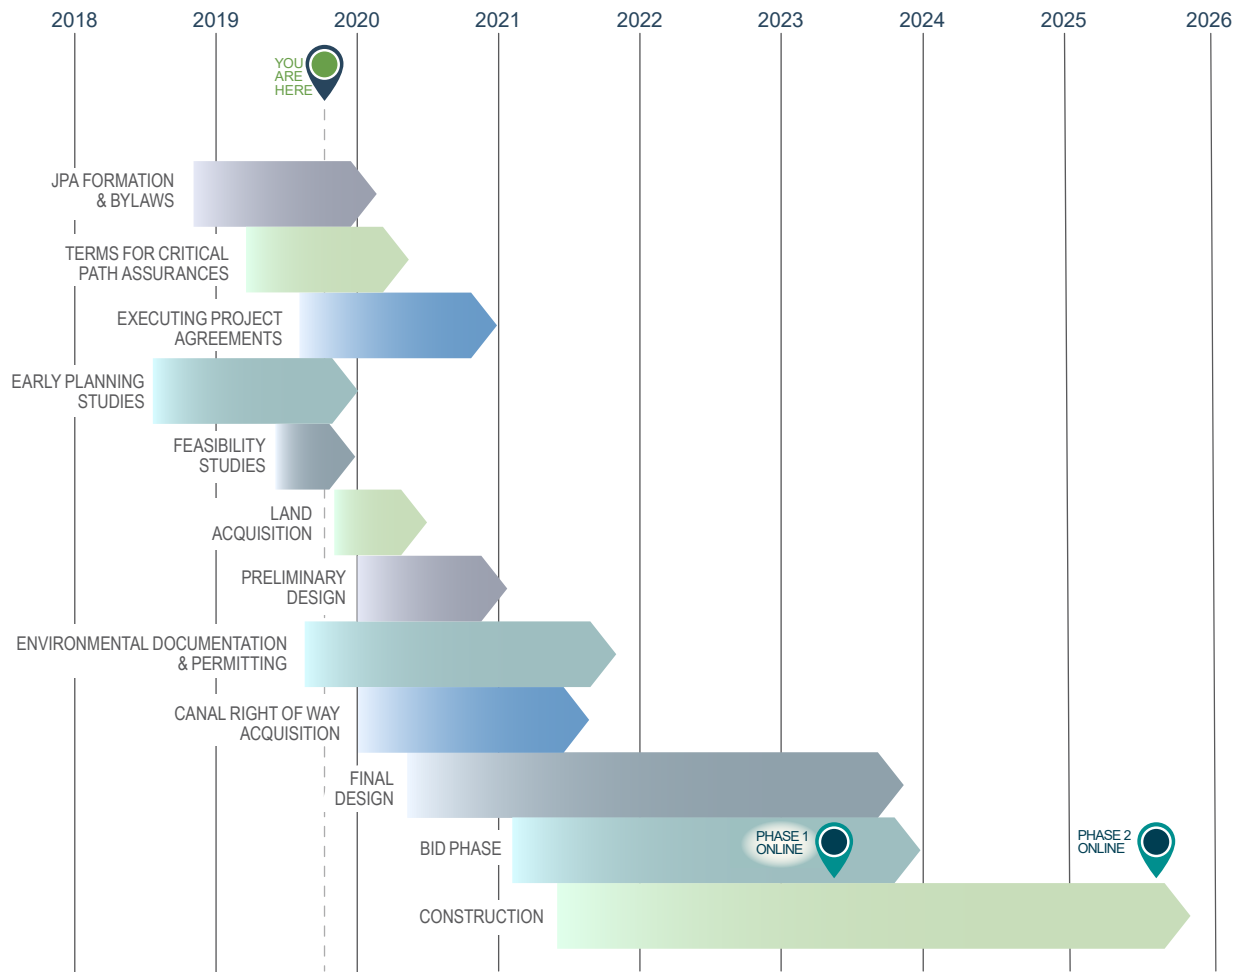 2018 2019 2020 2021 2022 2023 2024 2025 2026
YOU
ARE
HERE
JPA FORMATION
& BYLAWS
TERMS FOR CRITICAL
PATH ASSURANCES
EXECUTING PROJECT
AGREEMENTS
EARLY PLANNING
STUDIES
FEASIBILITY
STUDIES
LAND
ACQUISITION
PRELIMINARY
DESIGN
ENVIRONMENTAL DOCUMENTATION
& PERMITTING
CANAL RIGHT OF WAY
ACQUISITION
FINAL
DESIGN
BID PHASE
PHASE 1
ONLINE
PHASE 2
ONLINE
CONSTRUCTION